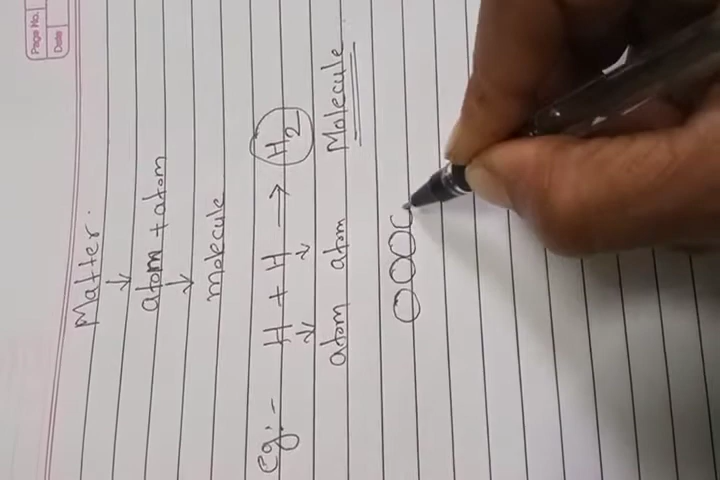 Page No.
Date
Matter.
↓
atom + atom
↓
molecule
eg:- H + H → H2
↓ ↓
atom atom Molecule